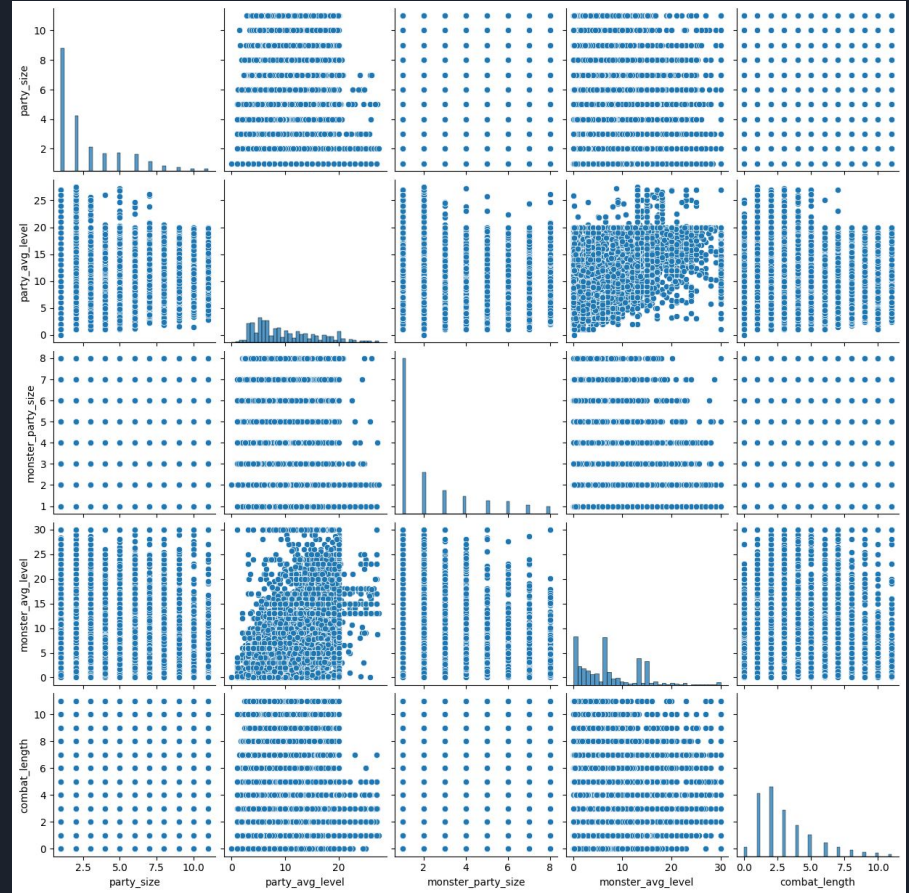 10
8
6
4
2
party_size
25
20
15
10
5
0
party_avg_level
8
7
6
5
4
3
2
1
monster_party_size
30
25
20
15
10
5
0
monster_avg_level
10
8
6
4
2
0
combat_length
2.5 5.0 7.5 10.0
0 10 20
2 4 6 8
0 10 20 30
0.0 2.5 5.0 7.5 10.0
party_size
party_avg_level
monster_party_size
monster_avg_level
combat_length